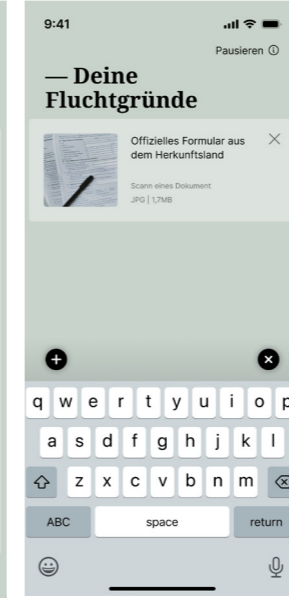 9:41
Pausieren
— Deine
Fluchtgründe
Offizielles Formular aus
dem Herkunftsland
Scann eines Dokument
JPG | 1,7MB
q w e r t y u i o p
a s d f g h j k l
z x c v b n m
ABC space return